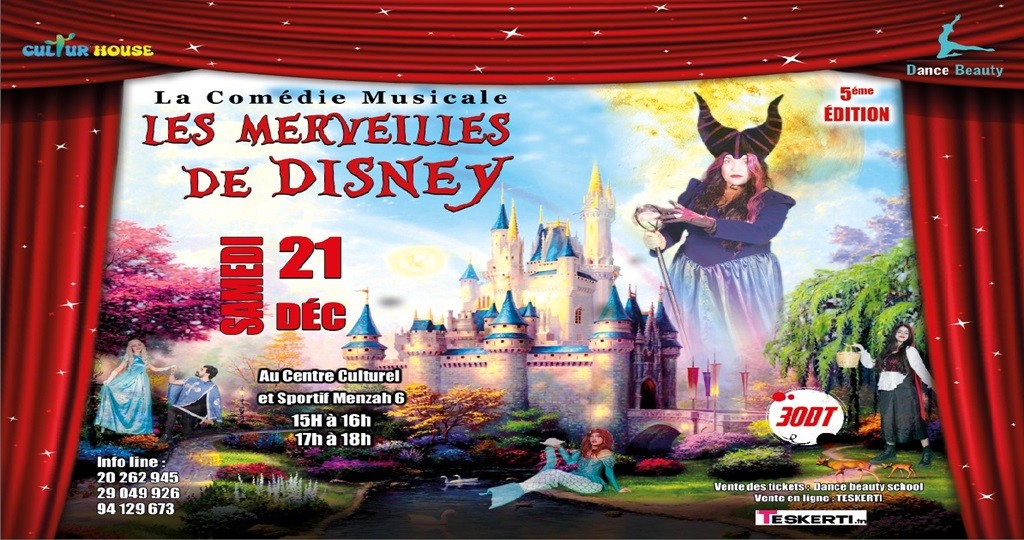 CULTUR HOUSE
Dance Beauty
La Comédie Musicale
LES MERVEILLES
DE DISNEY
5éme
ÉDITION
SAMEDI
21
DÉC
Au Centre Culturel
et Sportif Menzah 6
15H à 16h
17h à 18h
30DT
Info line :
20 262 945
29 049 926
94 129 673
Vente des tickets : Dance beauty school
Vente en ligne : TESKERTI
TESKERTI.tn